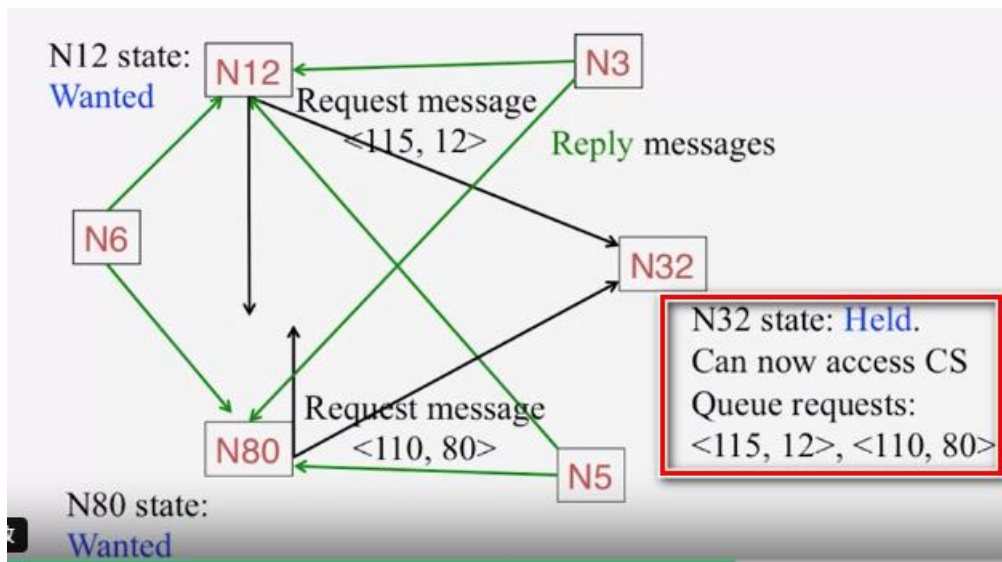 N12 state:
Wanted
N12
N3
Request message
<115, 12>
Reply messages
N6
N32
N32 state: Held.
Can now access CS
Queue requests:
<115, 12>, <110, 80>
Request message
<110, 80>
N80
N5
N80 state:
Wanted